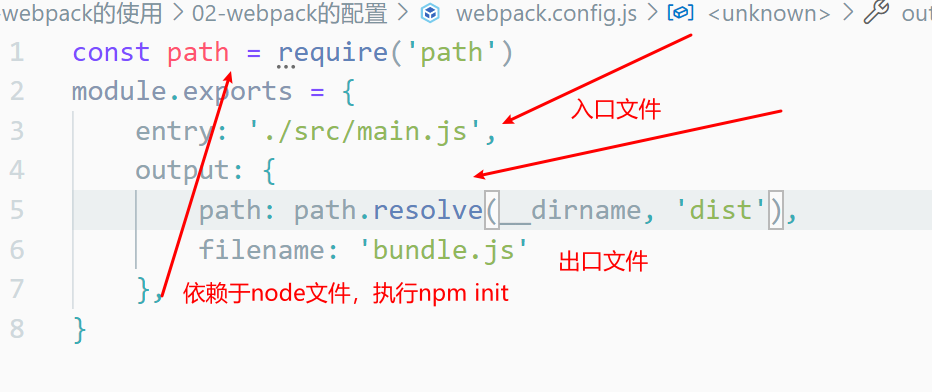 -webpack的使用 > 02-webpack的配置 > webpack.config.js > <unknown> > out
1 const path = require('path')
2 module.exports = {
3 entry: './src/main.js',
入口文件
4 output: {
5 path: path.resolve(__dirname, 'dist'),
6 filename: 'bundle.js'
出口文件
7 },
依赖于node文件，执行npm init
8 }